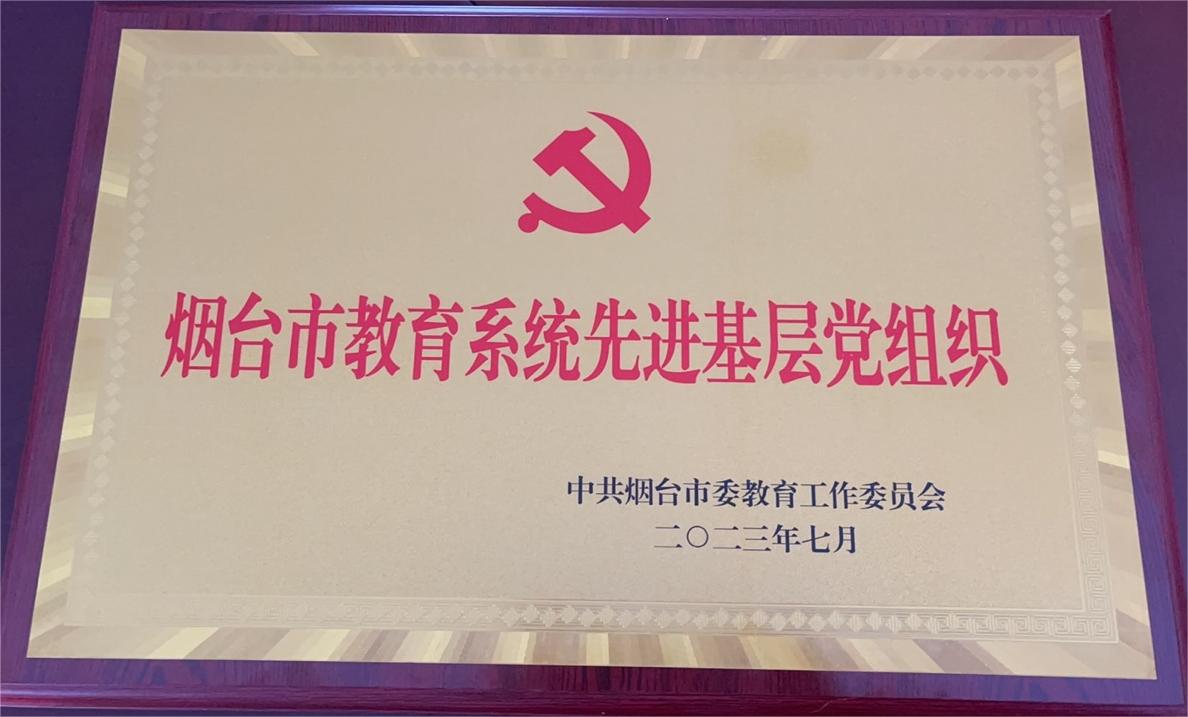 烟台市教育系统先进基层党组织
中共烟台市委教育工作委员会
二〇二三年七月